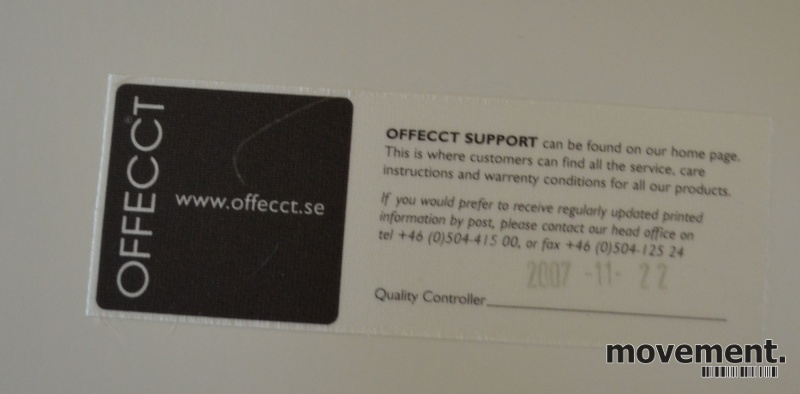 OFFECCT®
www.offecct.se
OFFECCT SUPPORT can be found on our home page.
This is where customers can find all the service, care
instructions and warrenty conditions for all our products.
If you would prefer to receive regularly updated printed
information by post, please contact our head office on
tel +46 (0)504-415 00, or fax +46 (0)504-125 24
2007 -11- 22
Quality Controller
movement.